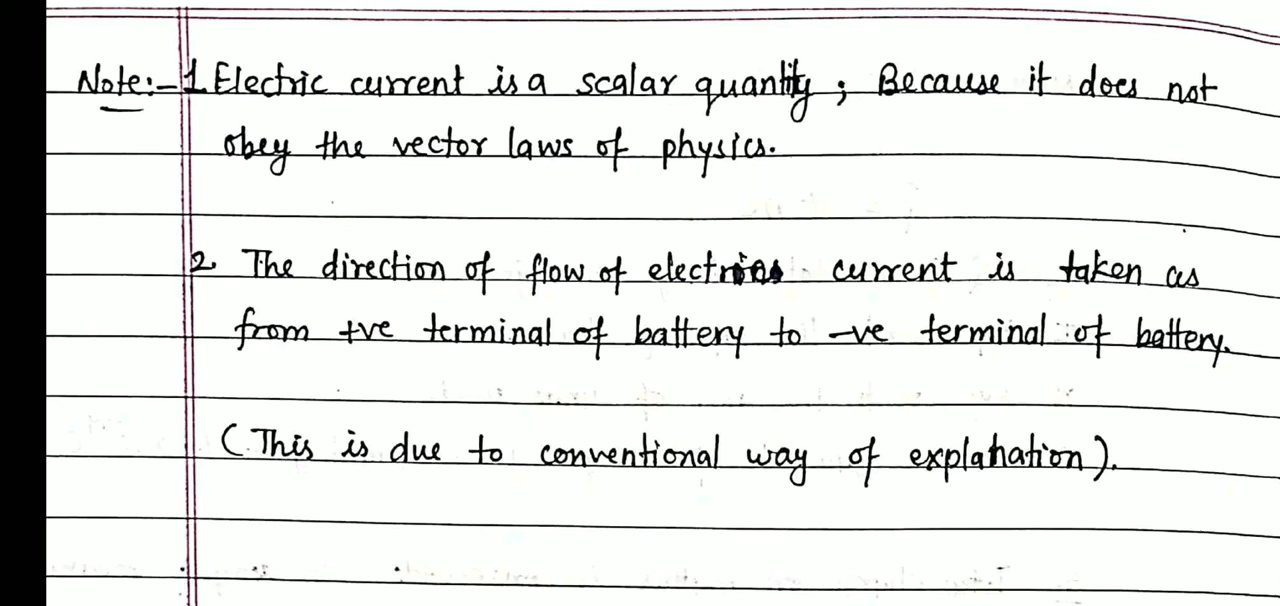 Note:- 1. Electric current is a scalar quantity; Because it does not
obey the vector laws of physics.
2. The direction of flow of current is taken as
from +ve terminal of battery to -ve terminal of battery.
(This is due to conventional way of explanation).